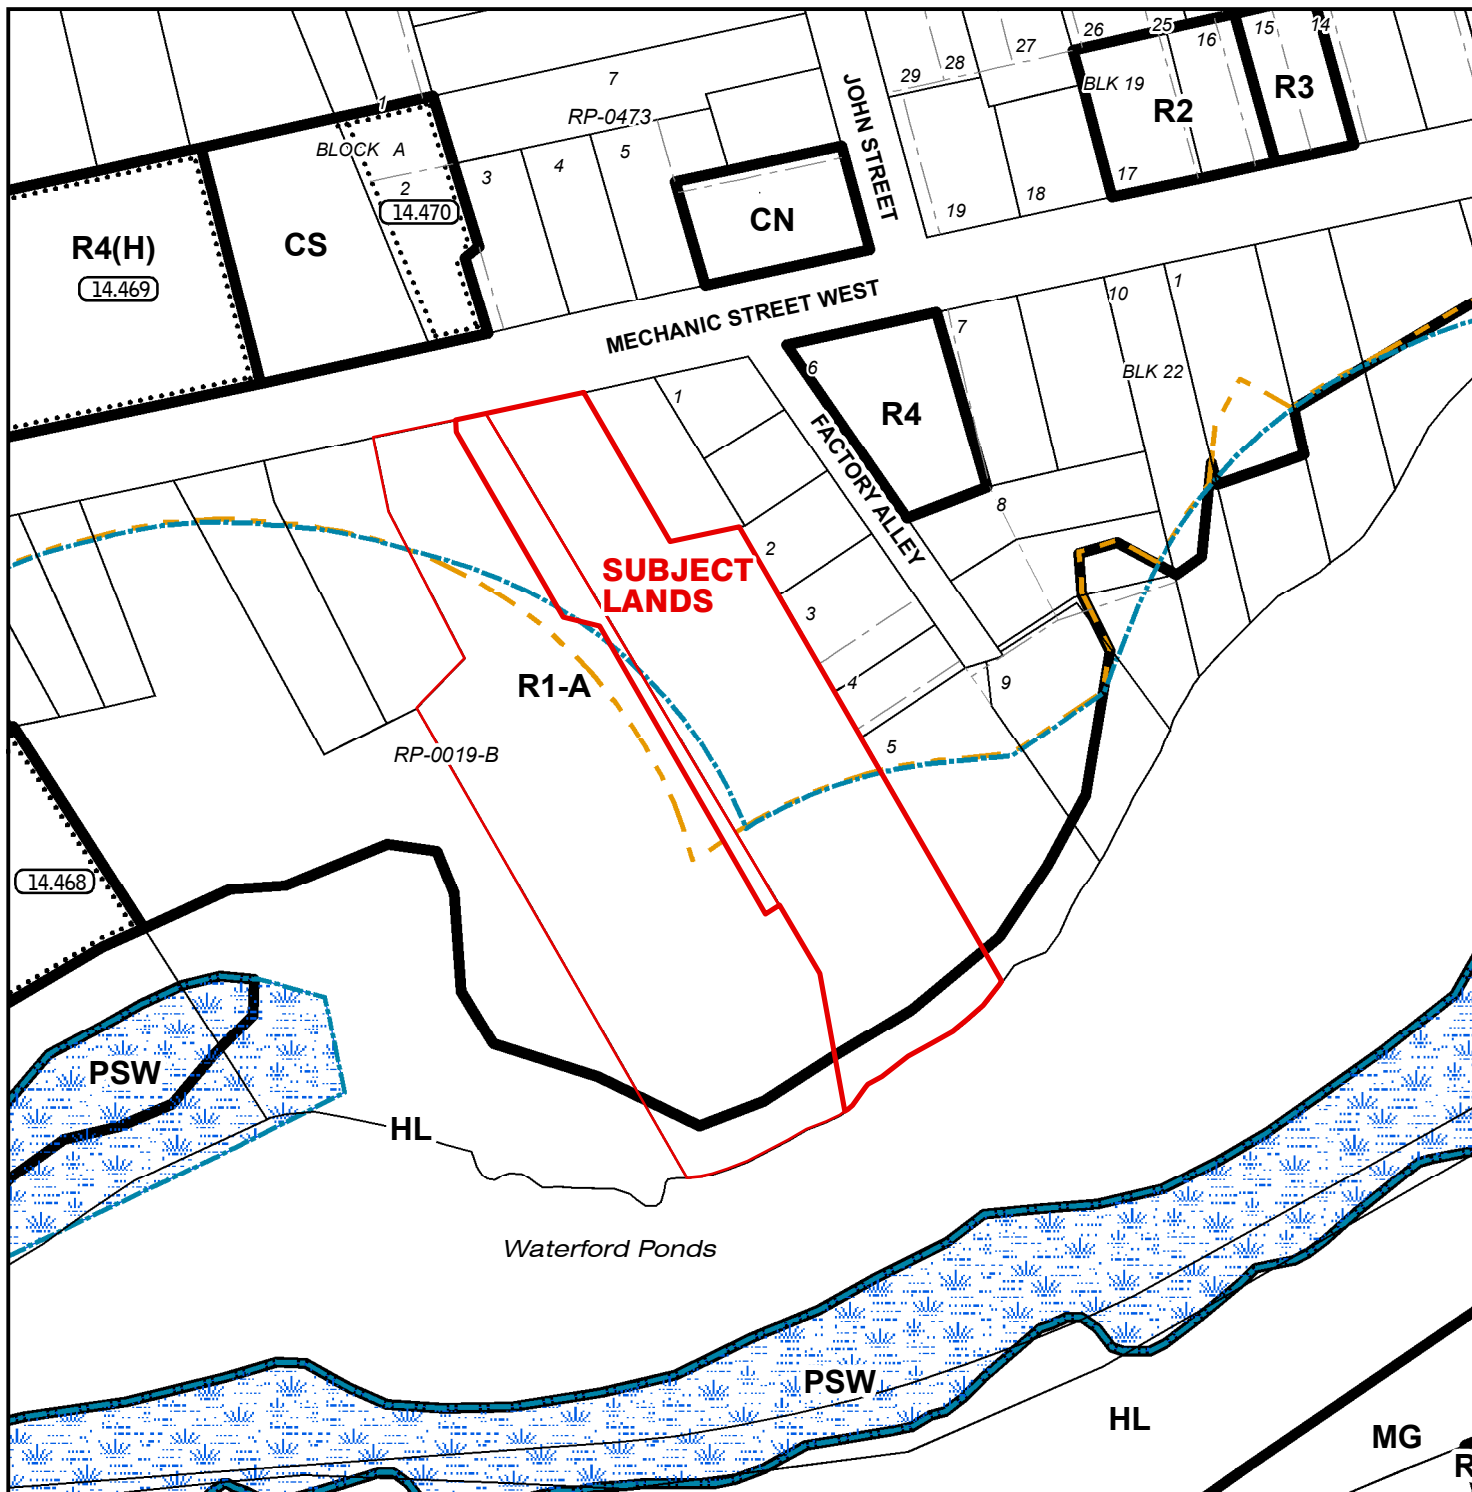 26
25
16
15
14
27
28
29
7
1
JOHN STREET
BLK 19
R2
R3
RP-0473
BLOCK A
3
4
5
2
14.470
17
18
19
R4(H)
14.469
CS
CN
MECHANIC STREET WEST
10
1
7
6
BLK 22
1
R4
FACTORY ALLEY
8
2
SUBJECT
LANDS
3
R1-A
4
9
5
RP-0019-B
14.468
PSW
HL
Waterford Ponds
PSW
HL
MG
R